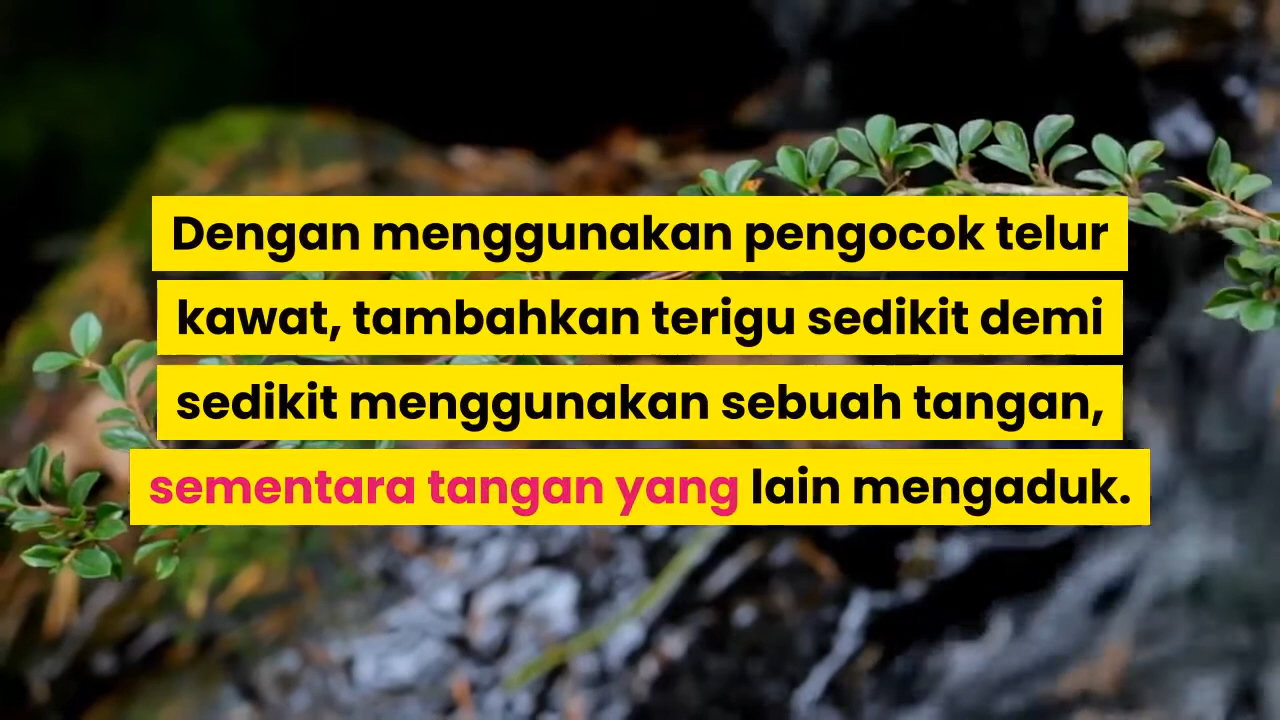 Dengan menggunakan pengocok telur
kawat, tambahkan terigu sedikit demi
sedikit menggunakan sebuah tangan,
sementara tangan yang lain mengaduk.